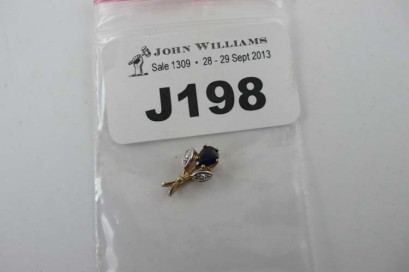 JOHN WILLIAMS
Sale 1309 • 28 - 29 Sept 2013
J198